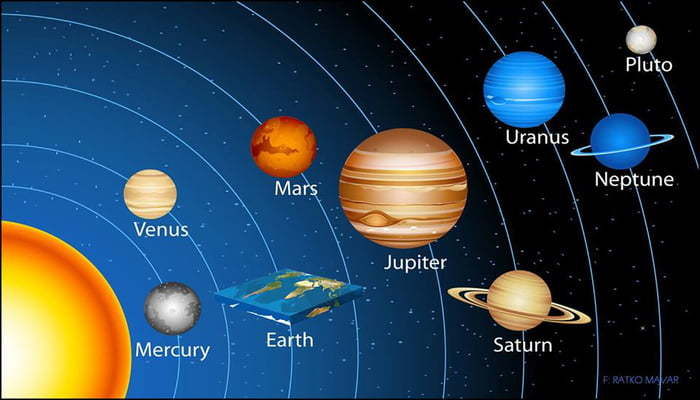 Pluto
Uranus
Neptune
Mars
Venus
Jupiter
Mercury
Earth
Saturn
F: RATKO MAVAR